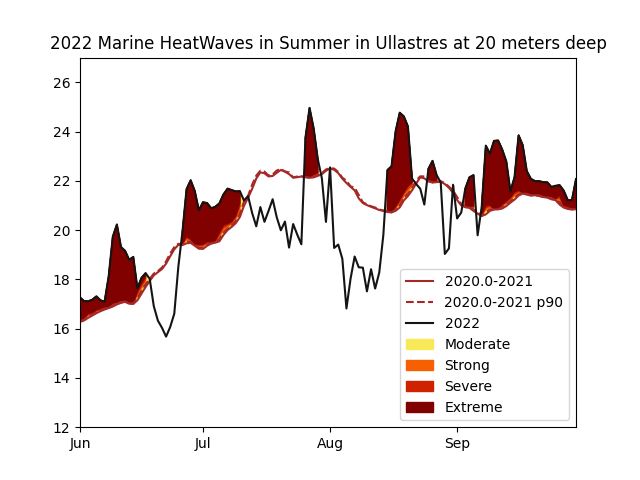 2022 Marine HeatWaves in Summer in Ullastres at 20 meters deep
26
24
22
20
18
16
14
12
Jun
Jul
Aug
Sep
2020.0-2021
2020.0-2021 p90
2022
Moderate
Strong
Severe
Extreme